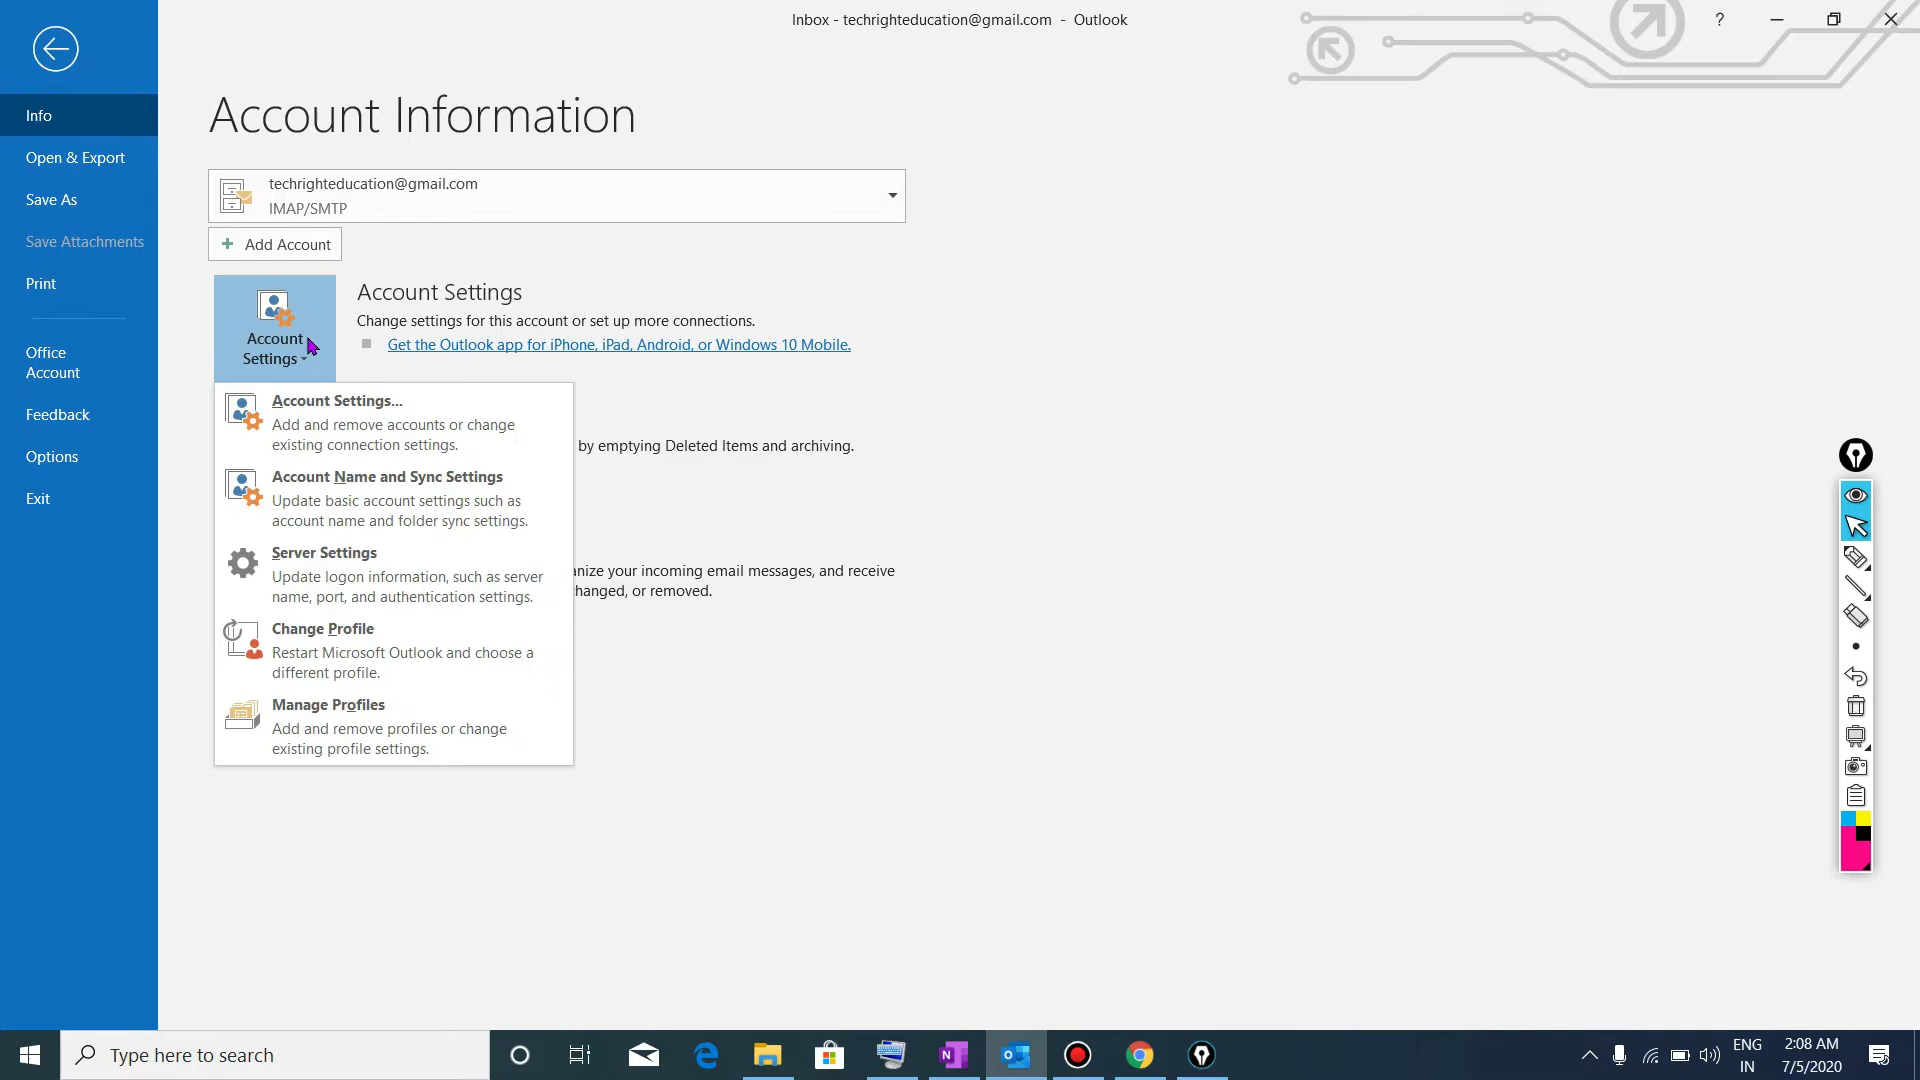 Inbox - techrighteducation@gmail.com - Outlook
?
Info
Open & Export
Save As
Save Attachments
Print
Office
Account
Feedback
Options
Exit
Account Information
techrighteducation@gmail.com
IMAP/SMTP
+ Add Account
Account
Settings
Account Settings
Change settings for this account or set up more connections.
Get the Outlook app for iPhone, iPad, Android, or Windows 10 Mobile.
by emptying Deleted Items and archiving.
anize your incoming email messages, and receive
hanged, or removed.
Account Settings...
Add and remove accounts or change
existing connection settings.
Account Name and Sync Settings
Update basic account settings such as
account name and folder sync settings.
Server Settings
Update logon information, such as server
name, port, and authentication settings.
Change Profile
Restart Microsoft Outlook and choose a
different profile.
Manage Profiles
Add and remove profiles or change
existing profile settings.
Type here to search
ENG
IN
2:08 AM
7/5/2020